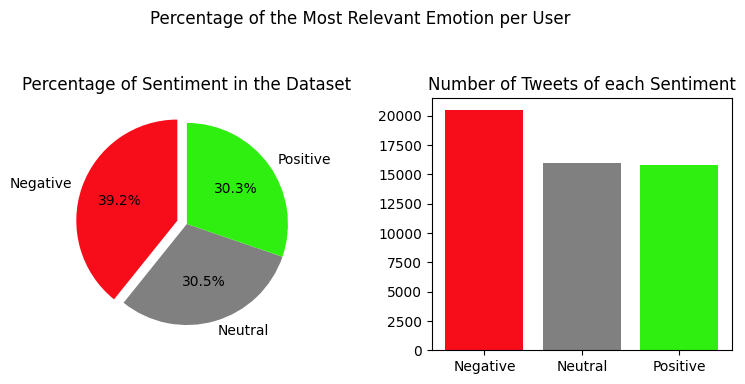 Percentage of the Most Relevant Emotion per User
Percentage of Sentiment in the Dataset
Negative
39.2%
Positive
30.3%
30.5%
Neutral
Number of Tweets of each Sentiment
20000
17500
15000
12500
10000
7500
5000
2500
0
Negative Neutral Positive